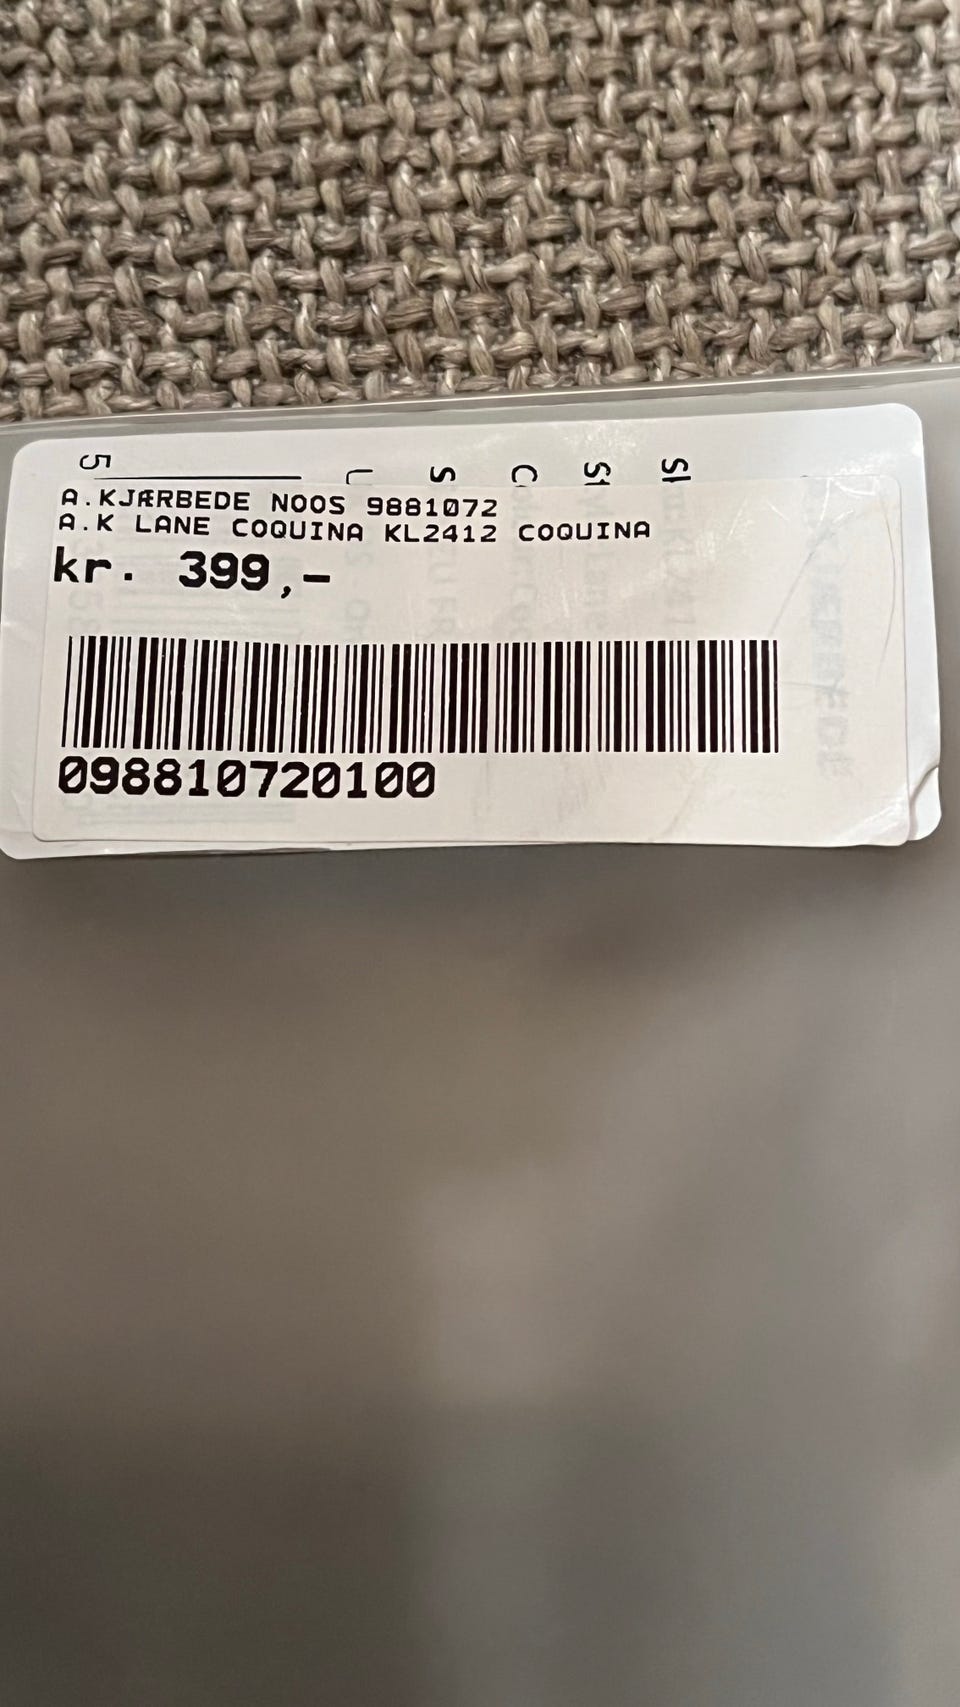 A.KJÆRBEDE NOOS 9881072
A.K LANE COQUINA KL2412 COQUINA
kr. 399,-
098810720100